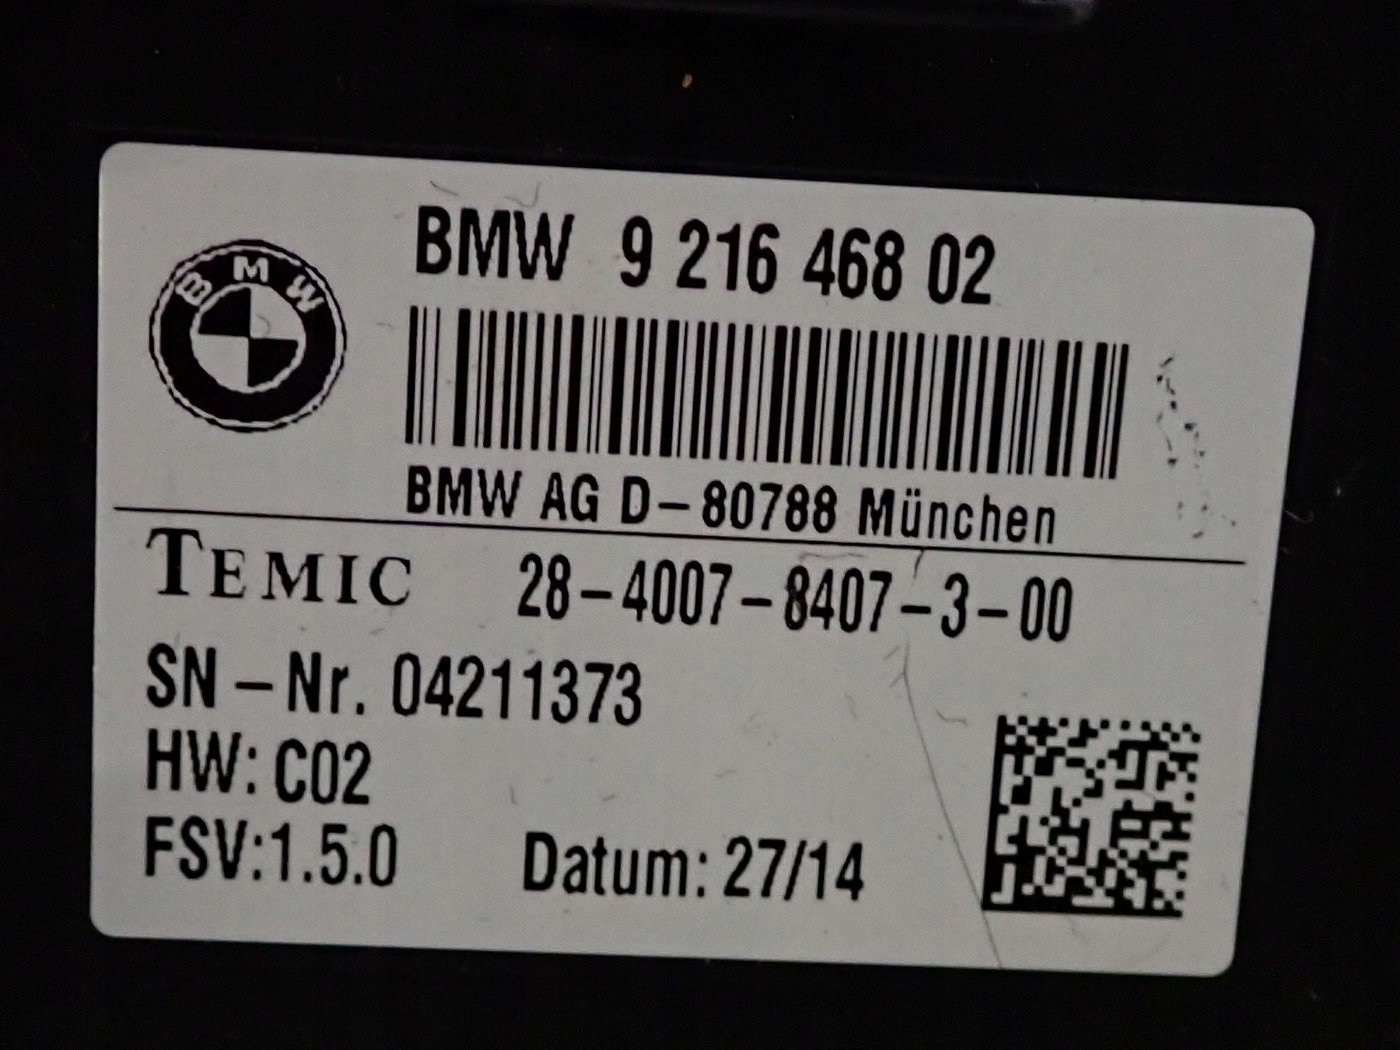 BMW
BMW 9 216 468 02
BMW AG D-80788 München
TEMIC 28-4007-8407-3-00
SN-Nr. 04211373
HW: C02
FSV:1.5.0 Datum: 27/14